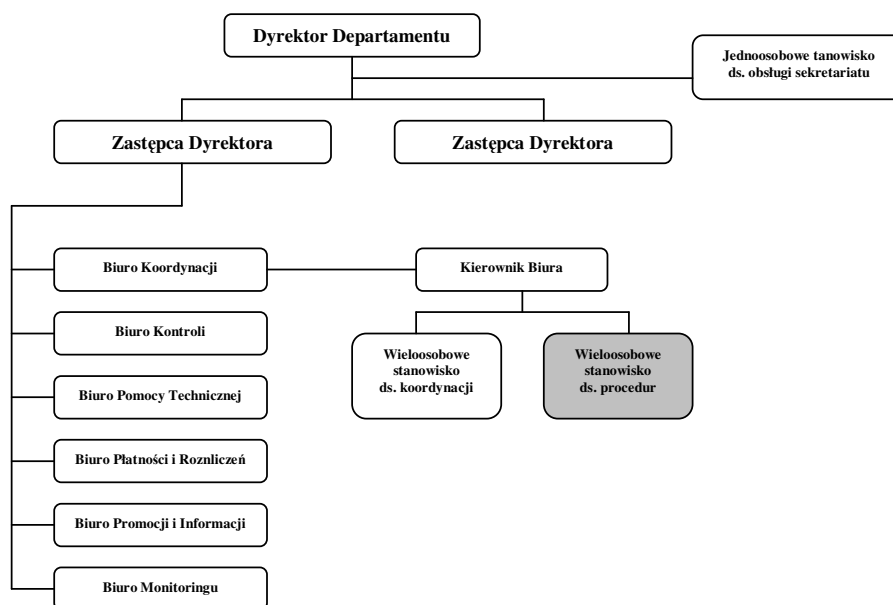 Dyrektor Departamentu
Jednoosobowe tanowisko
ds. obsługi sekretariatu
Zastępca Dyrektora
Zastępca Dyrektora
Biuro Koordynacji
Kierownik Biura
Biuro Kontroli
Wieloosobowe
stanowisko
ds. koordynacji
Wieloosobowe
stanowisko
ds. procedur
Biuro Pomocy Technicznej
Biuro Płatności i Roznliczeń
Biuro Promocji i Informacji
Biuro Monitoringu